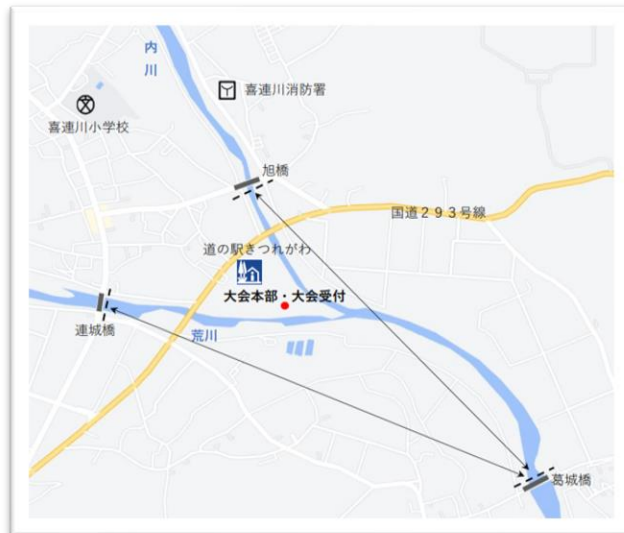 内
川
喜連川消防署
喜連川小学校
旭橋
国道293号線
道の駅きつれがわ
大会本部・大会受付
連城橋
荒川
葛城橋